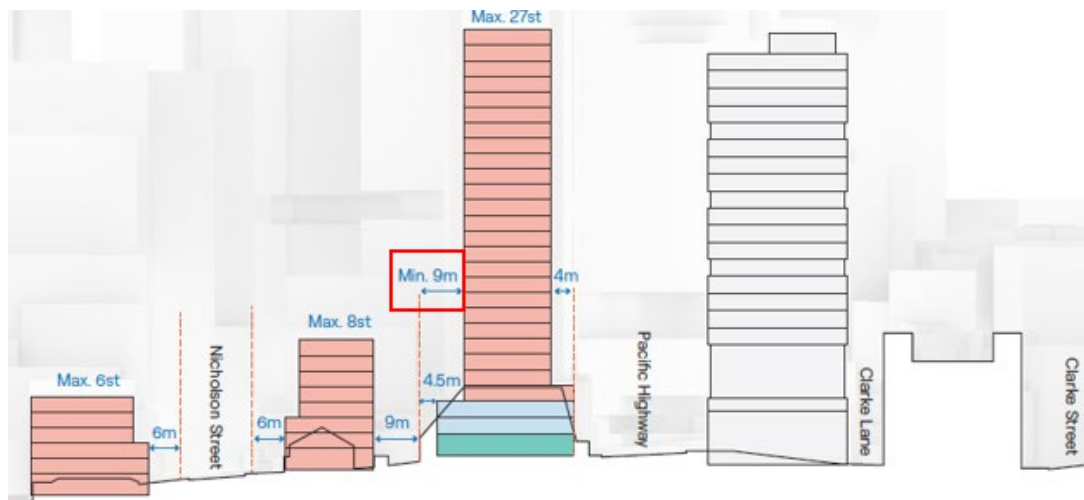 Max. 27st
Min. 9m
4m
Max. 8st
Max. 6st
4.5m
6m
6m
9m
Nicholson Street
Pacific Highway
Clarke Lane
Clarke Street